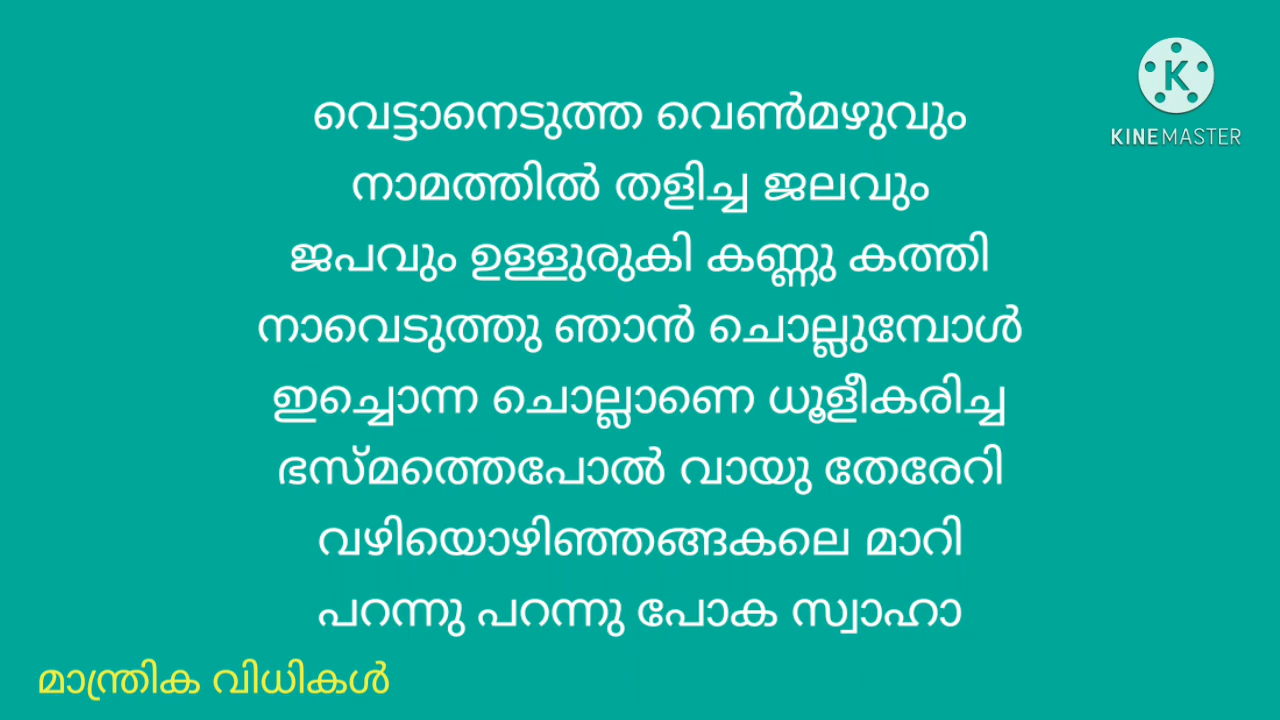 വെട്ടാനെടുത്ത വെൺമഴുവും
നാമത്തിൽ തളിച്ച ജലവും
ജപവും ഉള്ളുരുകി കണ്ണു കത്തി
നാവെടുത്തു ഞാൻ ചൊല്ലുമ്പോൾ
ഇച്ചൊന്ന ചൊല്ലാണെ ധൂളീകരിച്ച
ഭസ്മത്തെപോൽ വായു തേരേറി
വഴിയൊഴിഞ്ഞങ്ങകലെ മാറി
പറന്നു പറന്നു പോക സ്വാഹാ
മാന്ത്രിക വിധികൾ
K
KINEMASTER